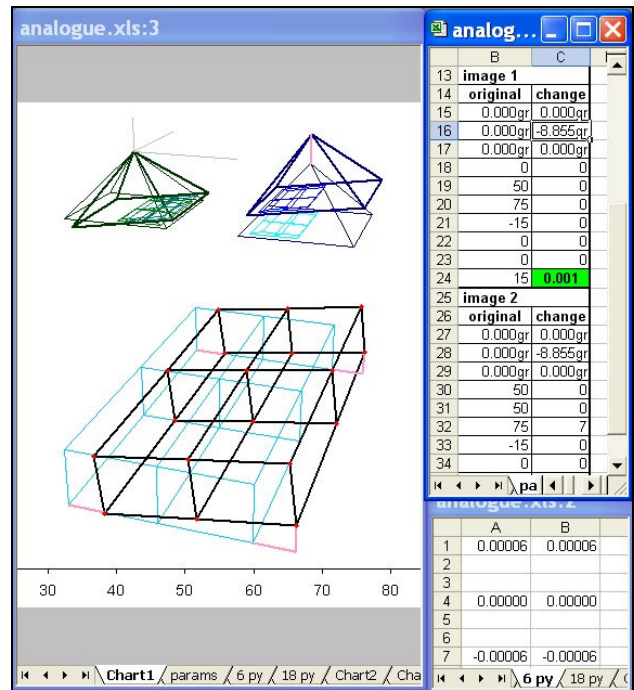 analogue.xls:3
30 40 50 60 70 80
Chart1 params 6 py 18 py Chart2 Cha
analog...
B C
13 image 1
14 original change
15 0.000gr 0.000gr
16 0.000gr -8.855gr
17 0.000gr 0.000gr
18 0 0
19 50 0
20 75 0
21 -15 0
22 0 0
23 0 0
24 15 0.001
25 image 2
26 original change
27 0.000gr 0.000gr
28 0.000gr -8.855gr
29 0.000gr 0.000gr
30 50 0
31 50 0
32 75 7
33 -15 0
34 0 0
pa
analogue.xls:2
A B
1 0.00006 0.00006
2
3
4 0.00000 0.00000
5
6
7 -0.00006 -0.00006
6 py 18 py